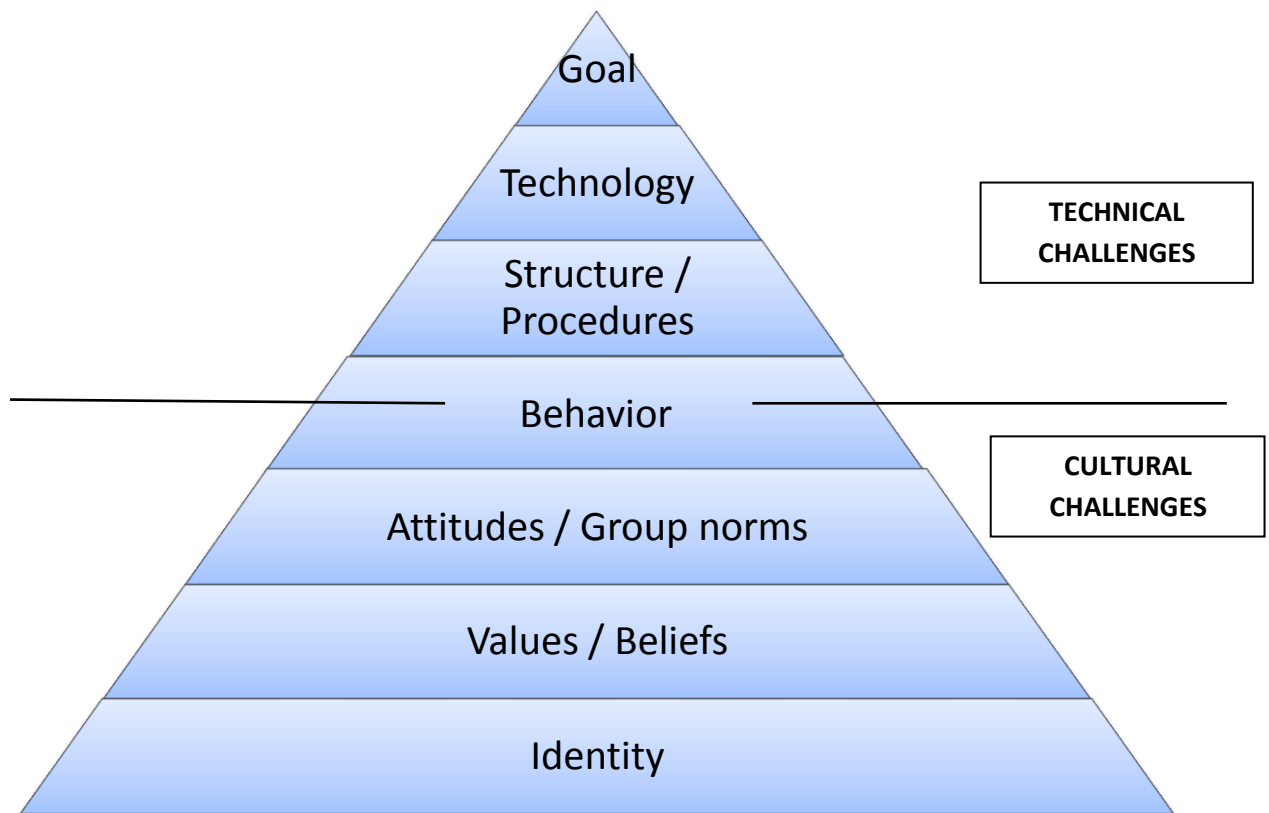 Goal
Technology
TECHNICAL
CHALLENGES
Structure /
Procedures
Behavior
CULTURAL
CHALLENGES
Attitudes / Group norms
Values / Beliefs
Identity